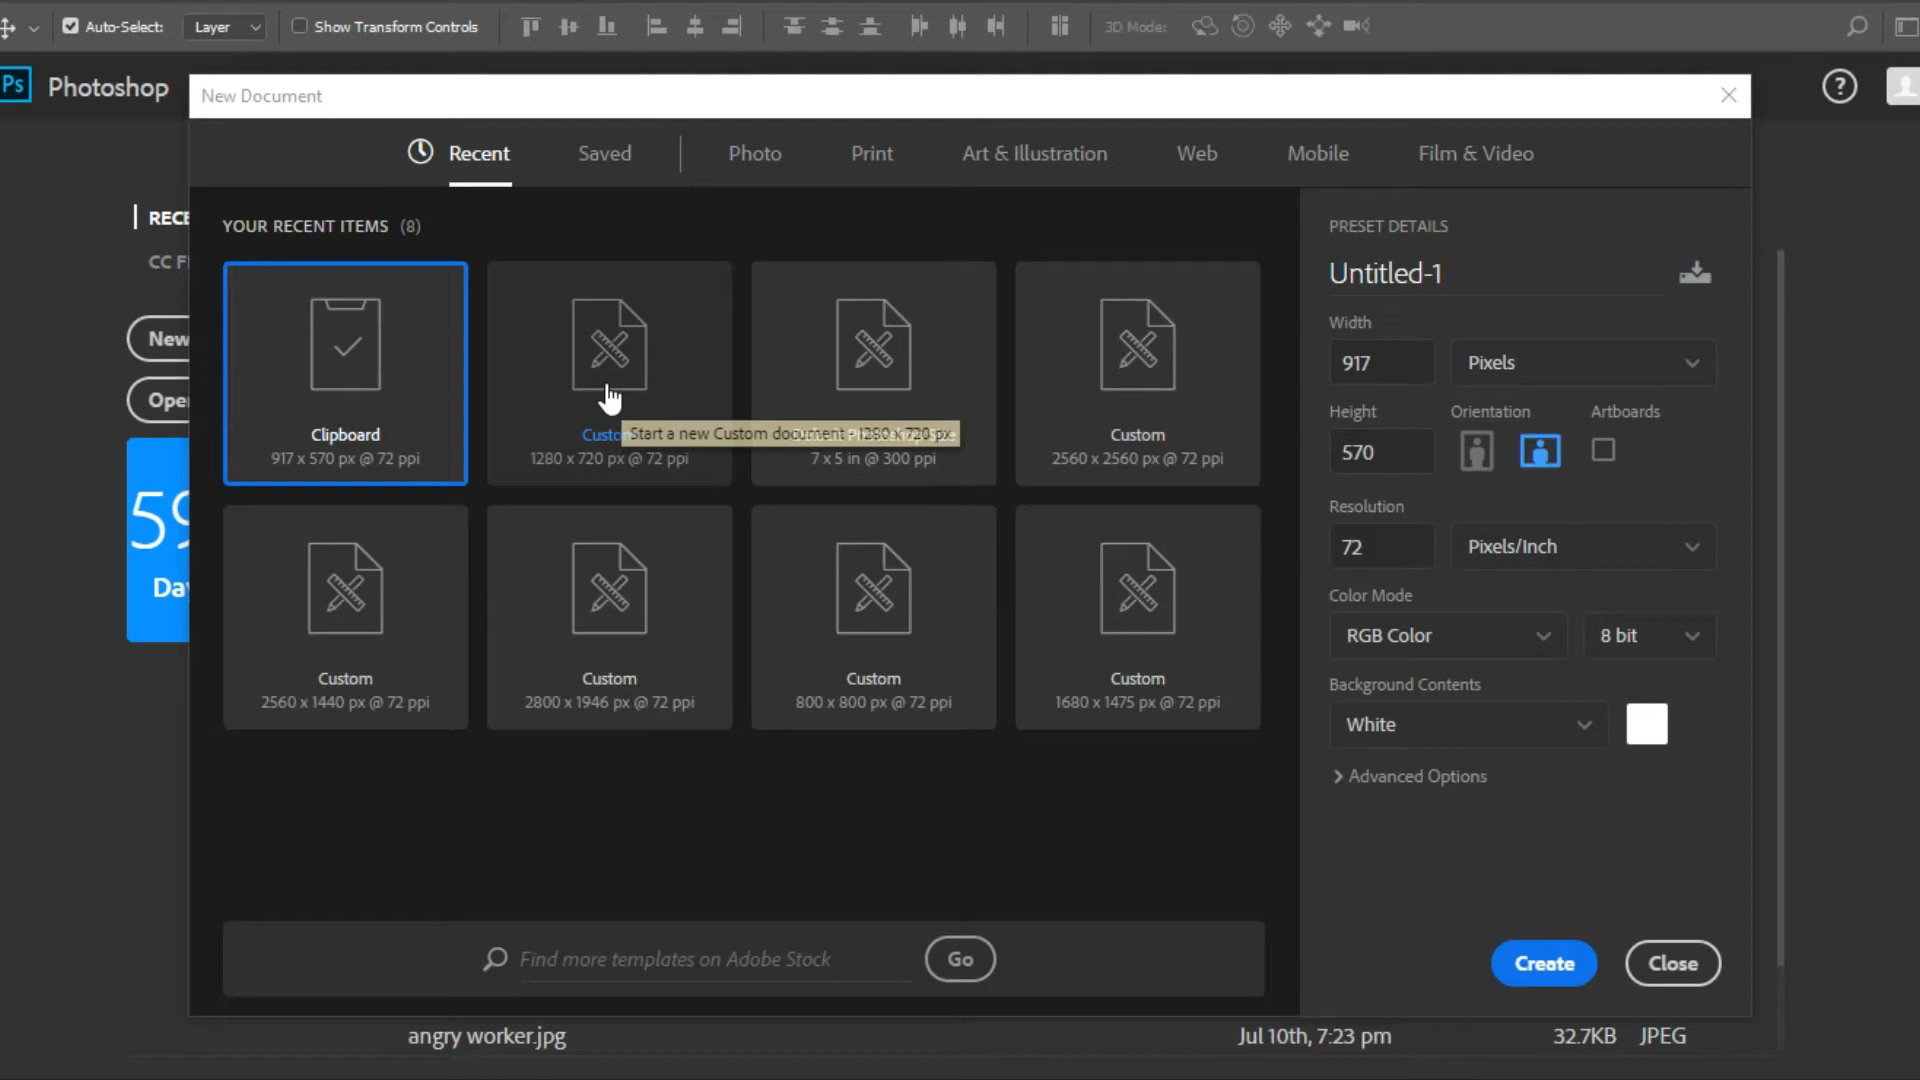 Auto-Select: Layer Show Transform Controls 3D Mode:
Ps Photoshop
New Document
Recent Saved Photo Print Art & Illustration Web Mobile Film & Video
YOUR RECENT ITEMS (8)
Clipboard
917 x 570 px @ 72 ppi
Start a new Custom document - 1280 x 720 px
1280 x 720 px @ 72 ppi
7 x 5 in @ 300 ppi
Custom
2560 x 2560 px @ 72 ppi
Custom
2560 x 1440 px @ 72 ppi
Custom
2800 x 1946 px @ 72 ppi
Custom
800 x 800 px @ 72 ppi
Custom
1680 x 1475 px @ 72 ppi
Find more templates on Adobe Stock Go
PRESET DETAILS
Untitled-1
Width
917 Pixels
Height Orientation Artboards
570
Resolution
72 Pixels/Inch
Color Mode
RGB Color 8 bit
Background Contents
White
Advanced Options
Create Close
New
angry worker.jpg Jul 10th, 7:23 pm 32.7KB JPEG